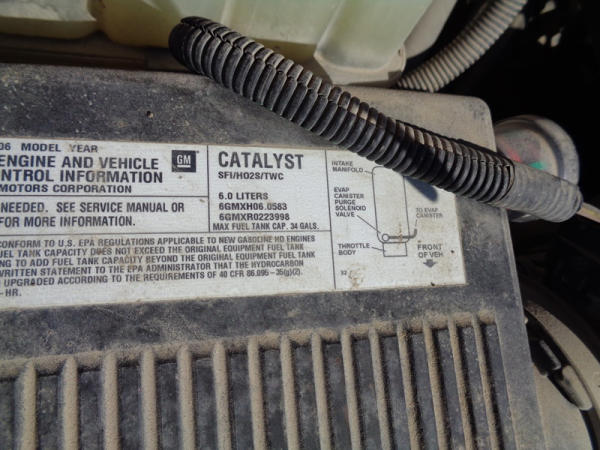 06 MODEL YEAR
ENGINE AND VEHICLE
CONTROL INFORMATION
MOTORS CORPORATION
GM
CATALYST
SFI/HO2S/TWC
6.0 LITERS
6GMXH06.0583
6GMXR0223998
MAX FUEL TANK CAP. 34 GALS.
NEEDED. SEE SERVICE MANUAL OR
FOR MORE INFORMATION.
CONFORM TO U.S. EPA REGULATIONS APPLICABLE TO NEW GASOLINE HD ENGINES
FUEL TANK CAPACITY DOES NOT EXCEED THE ORIGINAL EQUIPMENT FUEL TANK
TO ADD FUEL TANK CAPACITY BEYOND THE ORIGINAL EQUIPMENT FUEL TANK
WRITTEN STATEMENT TO THE EPA ADMINISTRATOR THAT THE HYDROCARBON
UPGRADED ACCORDING TO THE REQUIREMENTS OF 40 CFR 86.095-35(g)(2).
-HR.
INTAKE
MANIFOLD
EVAP
CANISTER
PURGE
SOLENOID
VALVE
TO EVAP
CANISTER
THROTTLE
BODY
FRONT
OF VEH